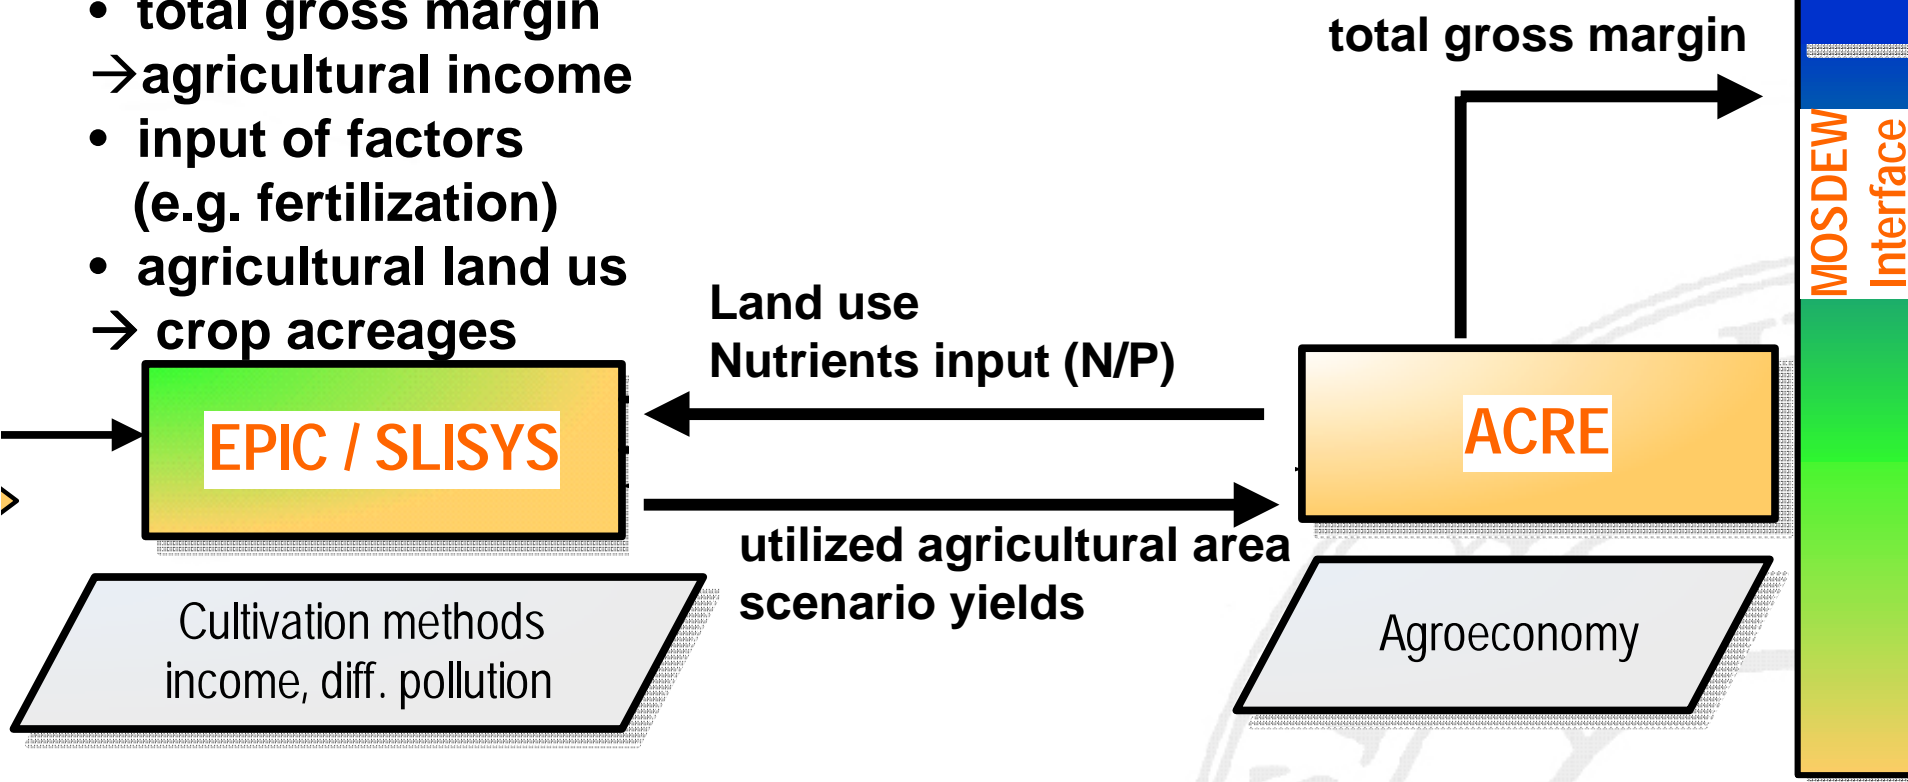 • total gross margin
→agricultural income
• input of factors
(e.g. fertilization)
• agricultural land us
→ crop acreages
total gross margin
MOSDEW
Interface
Land use
Nutrients input (N/P)
EPIC / SLISYS
ACRE
utilized agricultural area
scenario yields
Cultivation methods
income, diff. pollution
Agroeconomy